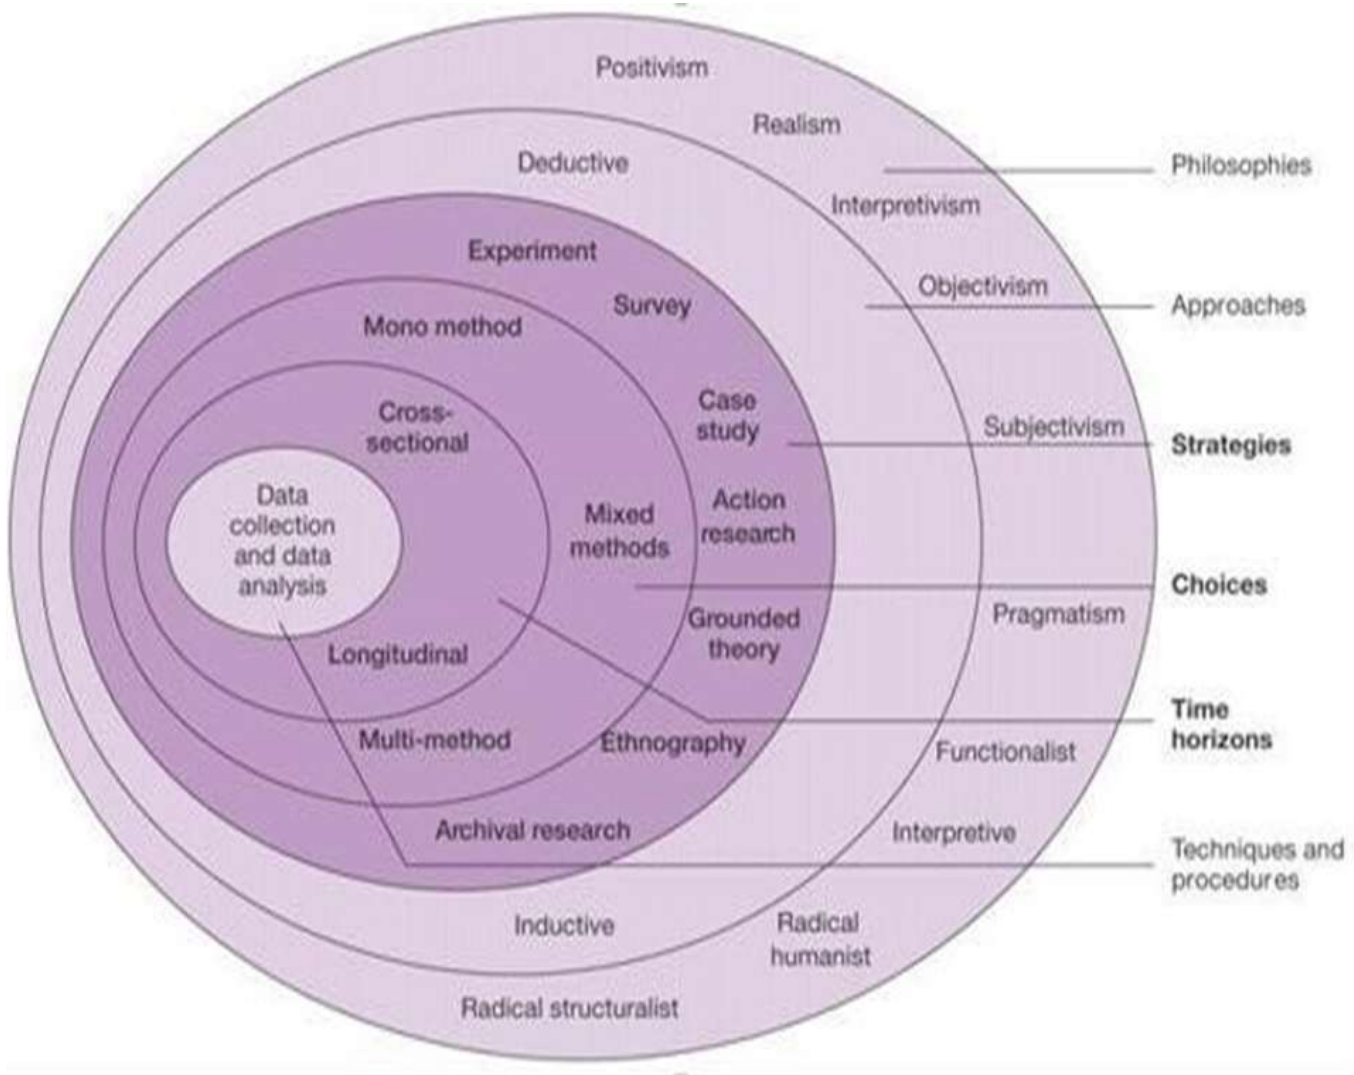 Positivism
Realism
Philosophies
Deductive
Interpretivism
Experiment
Objectivism
Survey
Approaches
Mono method
Case
study
Cross-
sectional
Subjectivism
Strategies
Data
collection
and data
analysis
Mixed
methods
Action
research
Choices
Grounded
theory
Pragmatism
Longitudinal
Time
horizons
Multi-method
Ethnography
Functionalist
Archival research
Interpretive
Techniques and
procedures
Inductive
Radical
humanist
Radical structuralist